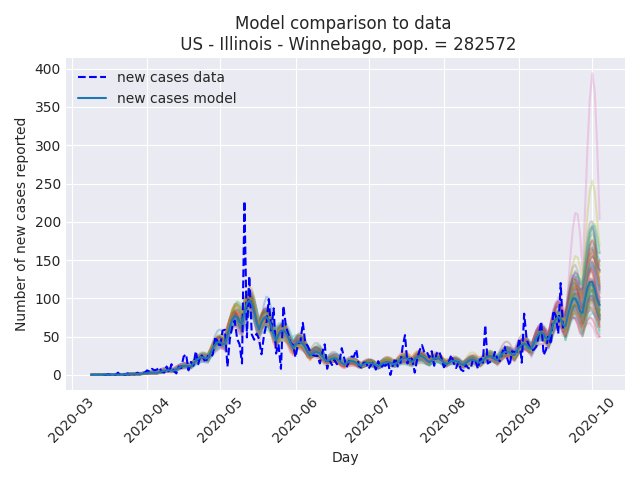 Model comparison to data
US - Illinois - Winnebago, pop. = 282572
new cases data
new cases model
Number of new cases reported
400
350
300
250
200
150
100
50
0
2020-03
2020-04
2020-05
2020-06
2020-07
2020-08
2020-09
2020-10
Day